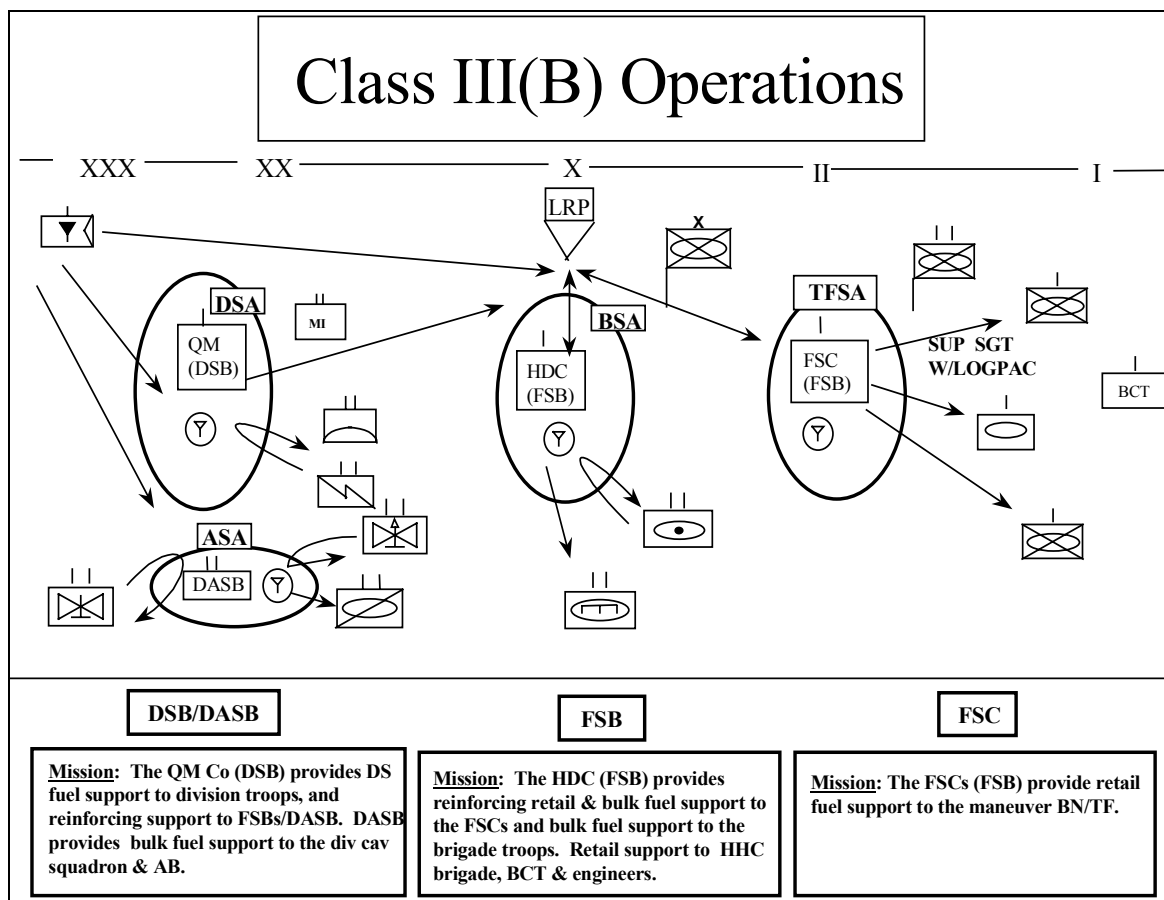 Class III(B) Operations
XXX XX X II I
LRP
X
DSA
MI
QM
(DSB)
BSA
HDC
(FSB)
TFSA
FSC
(FSB)
SUP SGT
W/LOGPAC
BCT
ASA
DASB
DSB/DASB
Mission: The QM Co (DSB) provides DS
fuel support to division troops, and
reinforcing support to FSBs/DASB. DASB
provides bulk fuel support to the div cav
squadron & AB.
FSB
Mission: The HDC (FSB) provides
reinforcing retail & bulk fuel support to
the FSCs and bulk fuel support to the
brigade troops. Retail support to HHC
brigade, BCT & engineers.
FSC
Mission: The FSCs (FSB) provide retail
fuel support to the maneuver BN/TF.